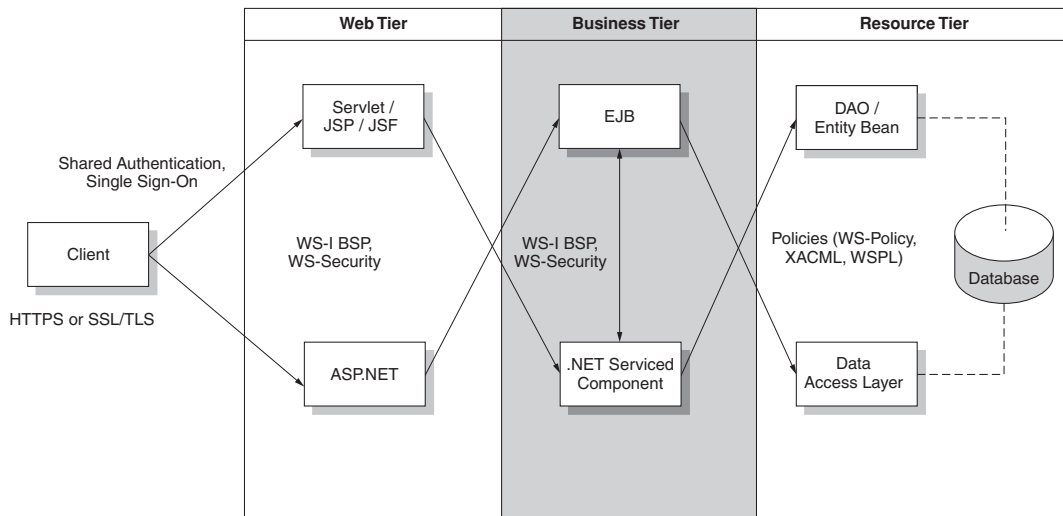 Web Tier
Business Tier
Resource Tier
Servlet /
JSP / JSF
EJB
DAO /
Entity Bean
Shared Authentication,
Single Sign-On
Client
WS-I BSP,
WS-Security
WS-I BSP,
WS-Security
Policies (WS-Policy,
XACML, WSPL)
Database
HTTPS or SSL/TLS
ASP.NET
.NET Serviced
Component
Data
Access Layer